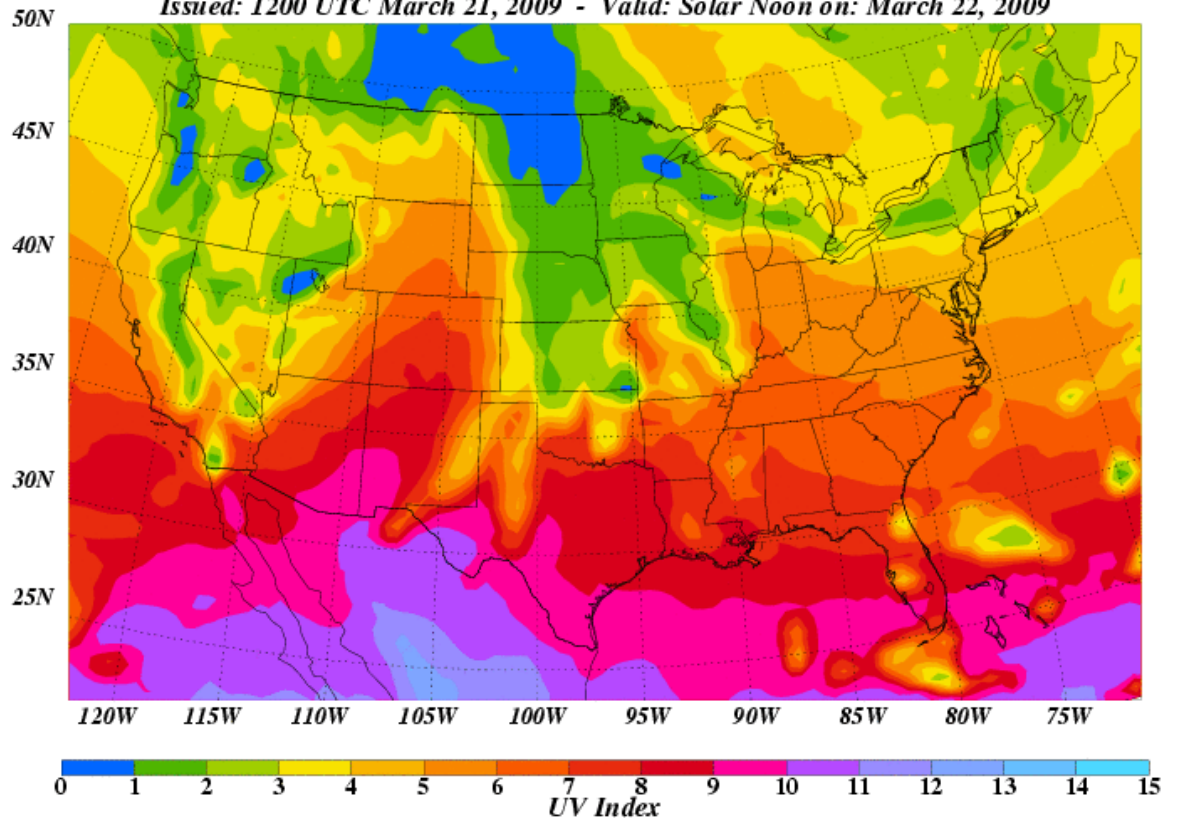 Issued: 1200 UTC March 21, 2009 - Valid: Solar Noon on: March 22, 2009
50N
45N
40N
35N
30N
25N
120W 115W 110W 105W 100W 95W 90W 85W 80W 75W
0 1 2 3 4 5 6 7 8 9 10 11 12 13 14 15
UV Index